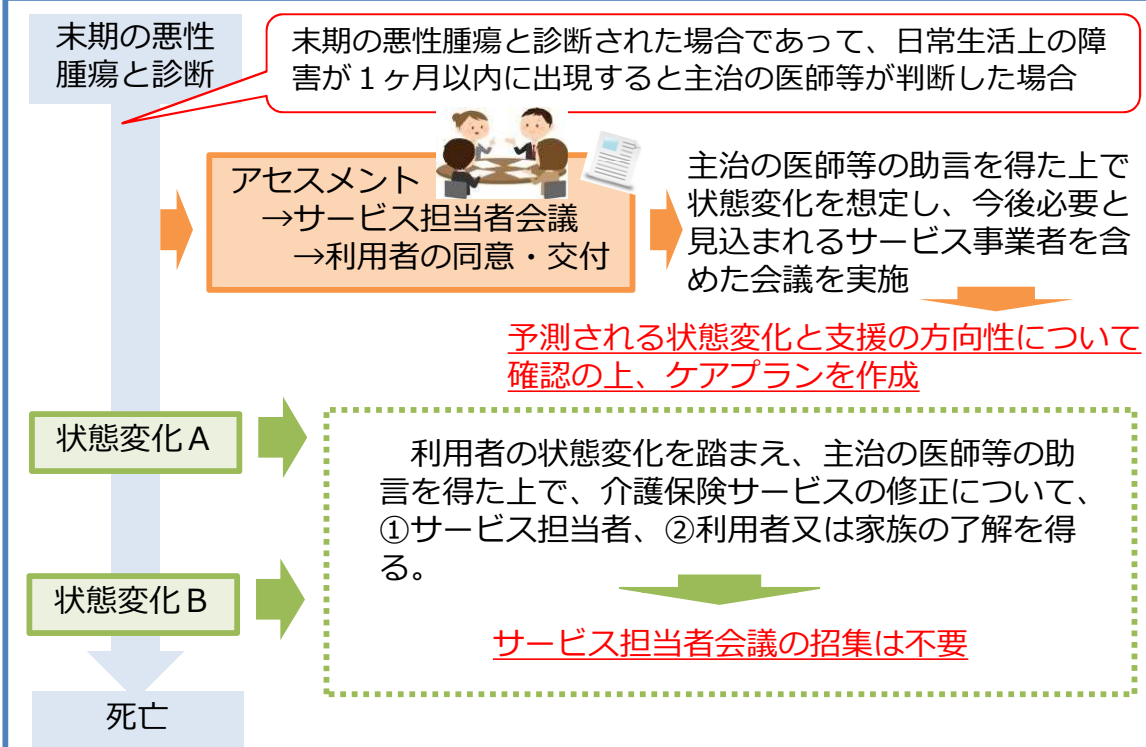 末期の悪性
腫瘍と診断
末期の悪性腫瘍と診断された場合であって、日常生活上の障
害が１ヶ月以内に出現すると主治の医師等が判断した場合
アセスメント
→サービス担当者会議
→利用者の同意・交付
主治の医師等の助言を得た上で
状態変化を想定し、今後必要と
見込まれるサービス事業者を含
めた会議を実施
予測される状態変化と支援の方向性について
確認の上、ケアプランを作成
状態変化Ａ
利用者の状態変化を踏まえ、主治の医師等の助
言を得た上で、介護保険サービスの修正について、
①サービス担当者、②利用者又は家族の了解を得
る。
状態変化Ｂ
サービス担当者会議の招集は不要
死亡